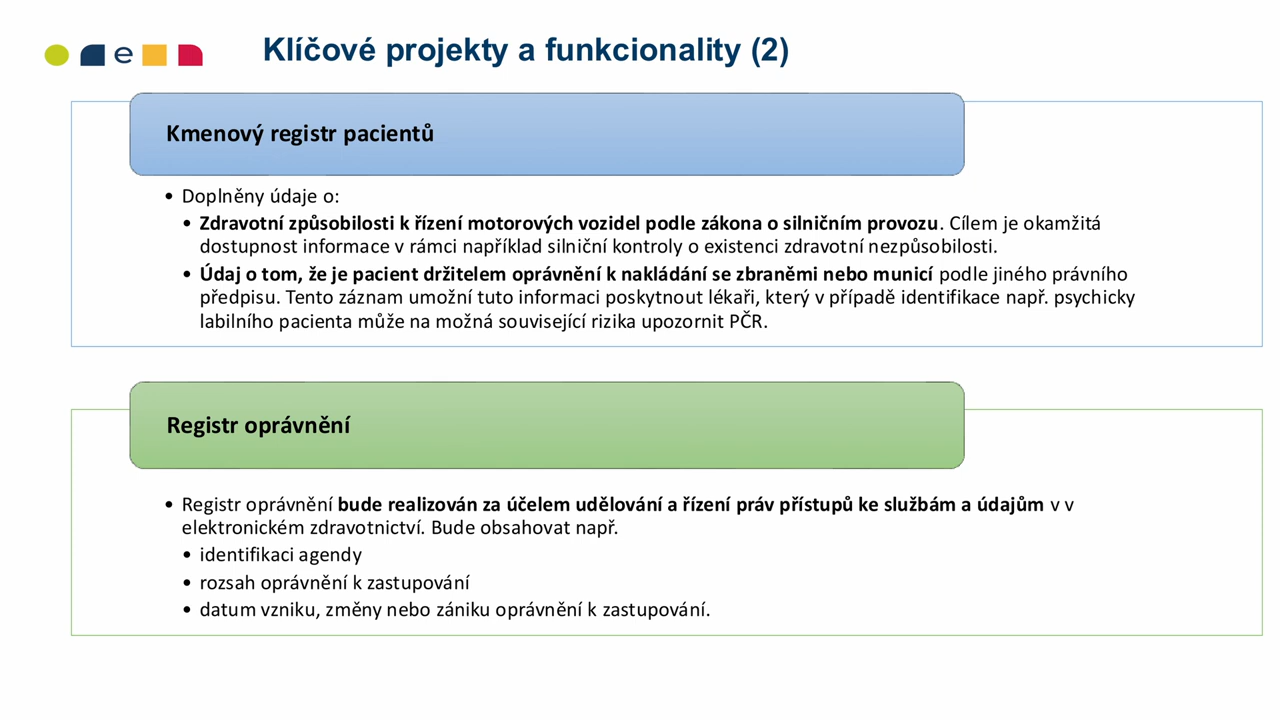 e
Klíčové projekty a funkcionality (2)
Kmenový registr pacientů
• Doplněny údaje o:
• Zdravotní způsobilosti k řízení motorových vozidel podle zákona o silničním provozu. Cílem je okamžitá
dostupnost informace v rámci například silniční kontroly o existenci zdravotní nezpůsobilosti.
• Údaj o tom, že je pacient držitelem oprávnění k nakládání se zbraněmi nebo municí podle jiného právního
předpisu. Tento záznam umožní tuto informaci poskytnout lékaři, který v případě identifikace např. psychicky
labilního pacienta může na možná související rizika upozornit PČR.
Registr oprávnění
• Registr oprávnění bude realizován za účelem udělování a řízení práv přístupů ke službám a údajům v v
elektronickém zdravotnictví. Bude obsahovat např.
• identifikaci agendy
• rozsah oprávnění k zastupování
• datum vzniku, změny nebo zániku oprávnění k zastupování.